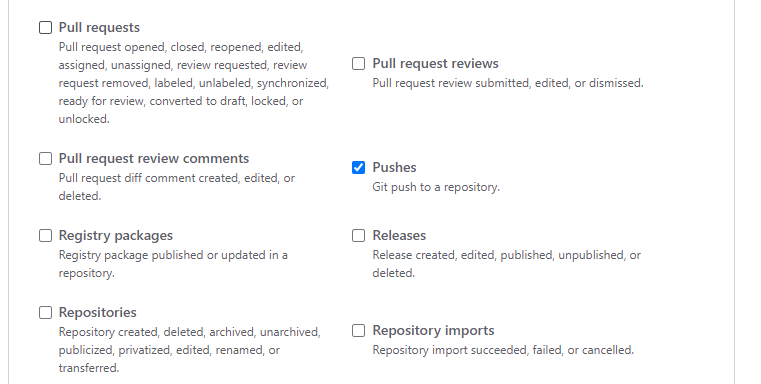 Pull requests
Pull request opened, closed, reopened, edited,
assigned, unassigned, review requested, review
request removed, labeled, unlabeled, synchronized,
ready for review, converted to draft, locked, or
unlocked.
Pull request reviews
Pull request review submitted, edited, or dismissed.
Pull request review comments
Pull request diff comment created, edited, or
deleted.
Pushes
Git push to a repository.
Registry packages
Registry package published or updated in a
repository.
Releases
Release created, edited, published, unpublished, or
deleted.
Repositories
Repository created, deleted, archived, unarchived,
publicized, privatized, edited, renamed, or
transferred.
Repository imports
Repository import succeeded, failed, or cancelled.